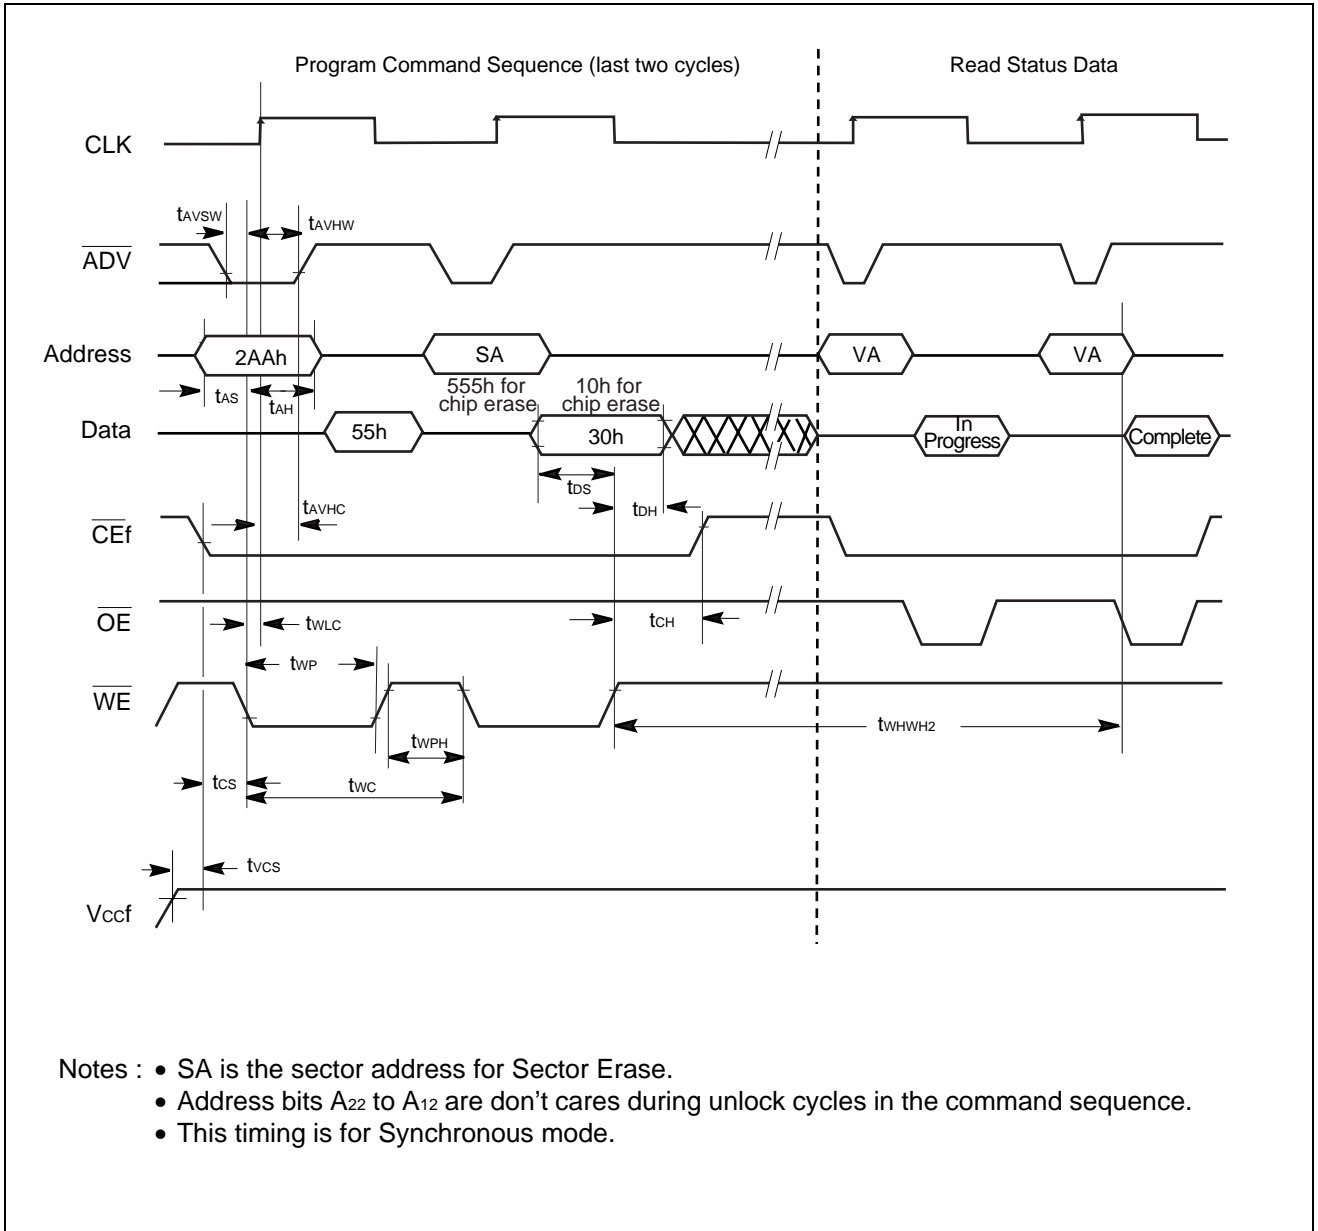 Program Command Sequence (last two cycles)
Read Status Data
CLK
tAVSW
tAVHW
ADV
Address
2AAh
SA
VA
VA
tAS
tAH
555h for
chip erase
10h for
chip erase
Data
55h
30h
In
Progress
Complete
tDS
tDH
tAVHC
CEf
OE
tWLC
tCH
tWP
WE
tWPH
tWHWH2
tCS
tWC
tVCS
VCCf
Notes : • SA is the sector address for Sector Erase.
• Address bits A22 to A12 are don’t cares during unlock cycles in the command sequence.
• This timing is for Synchronous mode.